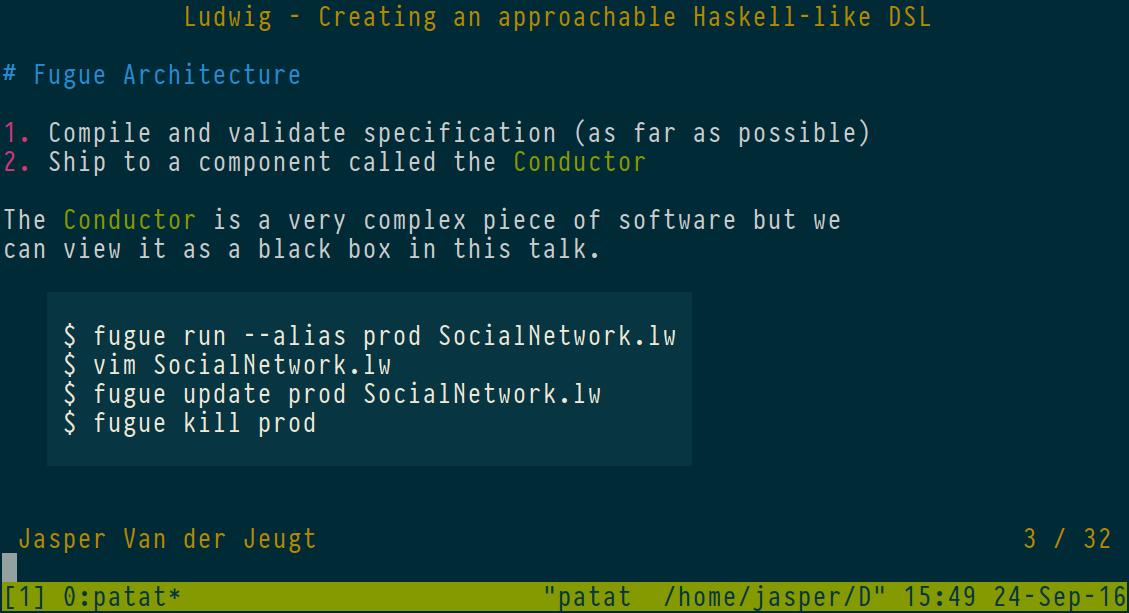 Ludwig - Creating an approachable Haskell-like DSL
# Fugue Architecture
1. Compile and validate specification (as far as possible)
2. Ship to a component called the Conductor
The Conductor is a very complex piece of software but we
can view it as a black box in this talk.
$ fugue run --alias prod SocialNetwork.lw
$ vim SocialNetwork.lw
$ fugue update prod SocialNetwork.lw
$ fugue kill prod
Jasper Van der Jeugt 3 / 32
[1] 0:patat* "patat /home/jasper/D" 15:49 24-Sep-16